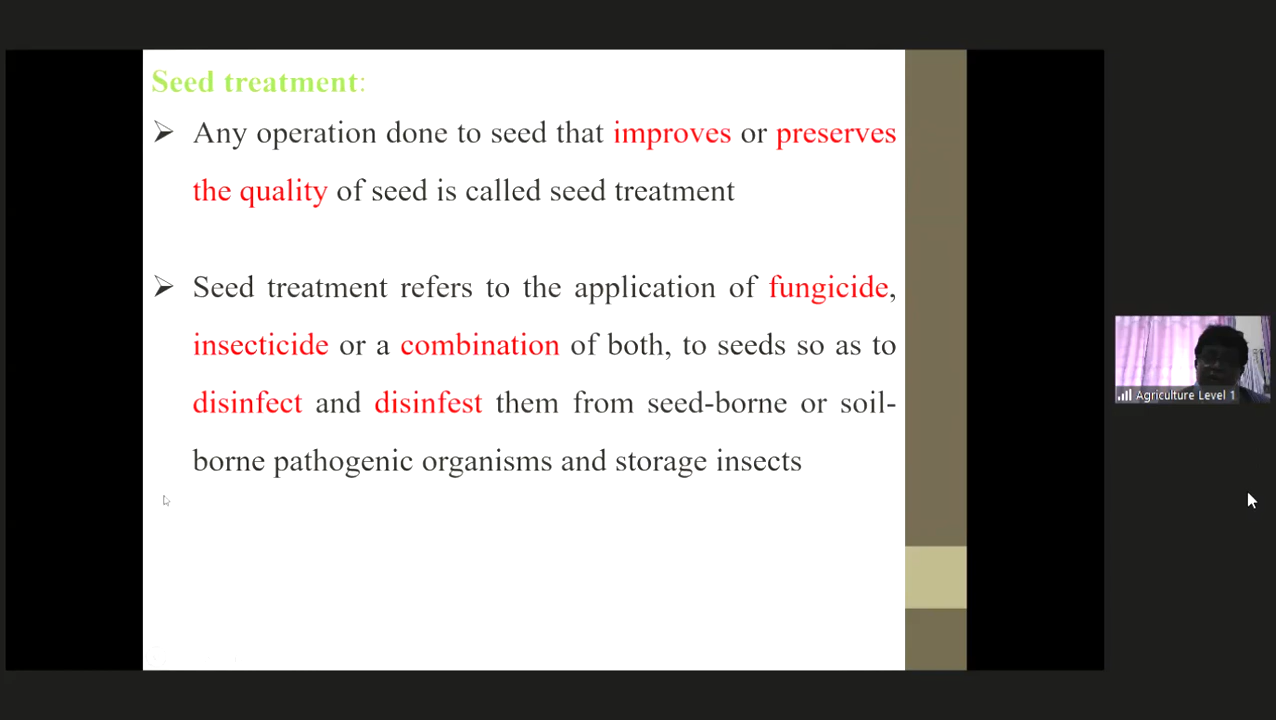 Seed treatment:
➢ Any operation done to seed that improves or preserves
the quality of seed is called seed treatment
➢ Seed treatment refers to the application of fungicide,
insecticide or a combination of both, to seeds so as to
disinfect and disinfest them from seed-borne or soil-
borne pathogenic organisms and storage insects
Agriculture Level 1